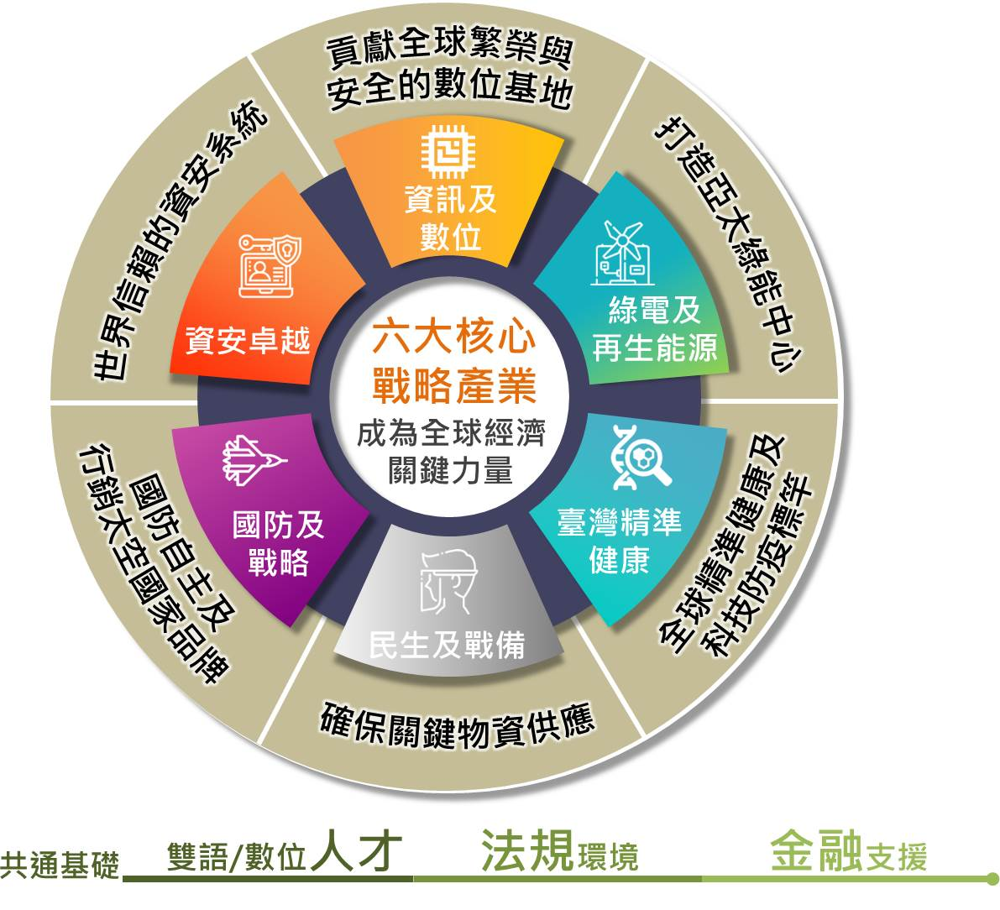 貢獻全球繁榮與
安全的數位基地
資訊及
數位
打造亞太綠能中心
綠電及
再生能源
全球精準健康及
科技防疫標竿
臺灣精準
健康
確保關鍵物資供應
民生及戰備
國防自主及
行銷太空國家品牌
國防及
戰略
世界信賴的資安系統
資安卓越
六大核心
戰略產業
成為全球經濟
關鍵力量
共通基礎 雙語/數位人才 法規環境 金融支援